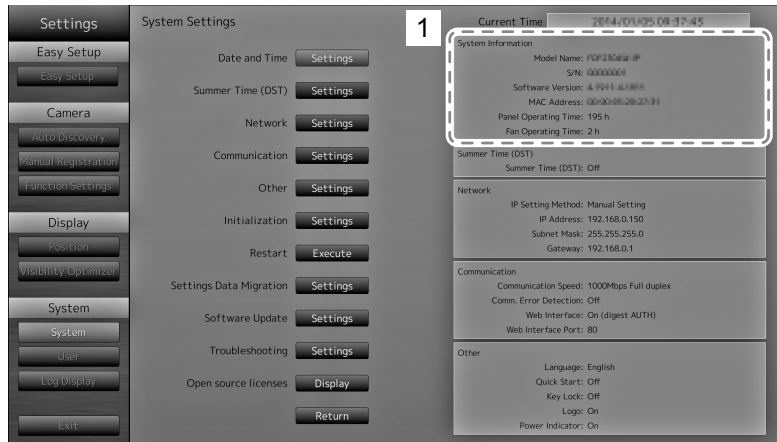 Settings
Easy Setup
Easy Setup
Camera
Auto Discovery
Manual Registration
Function Settings
Display
Position
Visibility Optimizer
System
System
User
Log Display
Exit
System Settings
Date and Time Settings
Summer Time (DST) Settings
Network Settings
Communication Settings
Other Settings
Initialization Settings
Restart Execute
Settings Data Migration Settings
Software Update Settings
Troubleshooting Settings
Open source licenses Display
Return
1
Current Time
System Information
Model Name:
S/N: 00000001
Software Version:
MAC Address:
Panel Operating Time: 195 h
Fan Operating Time: 2 h
Summer Time (DST)
Summer Time (DST): Off
Network
IP Setting Method: Manual Setting
IP Address: 192.168.0.150
Subnet Mask: 255.255.255.0
Gateway: 192.168.0.1
Communication
Communication Speed: 1000Mbps Full duplex
Comm. Error Detection: Off
Web Interface: On (digest AUTH)
Web Interface Port: 80
Other
Language: English
Quick Start: Off
Key Lock: Off
Logo: On
Power Indicator: On